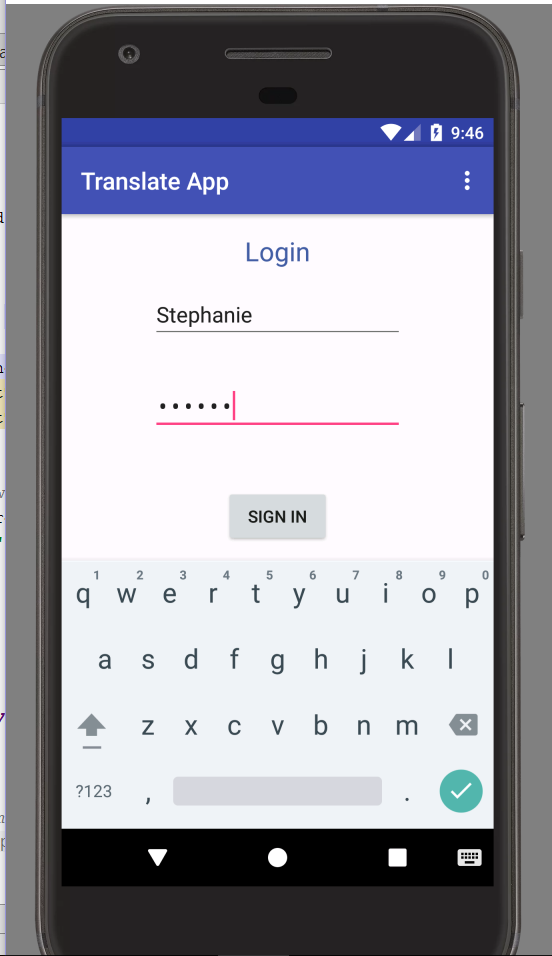 9:46
Translate App
Login
Stephanie
••••••
SIGN IN
1 2 3 4 5 6 7 8 9 0
q w e r t y u i o p
a s d f g h j k l
z x c v b n m
?123 , .